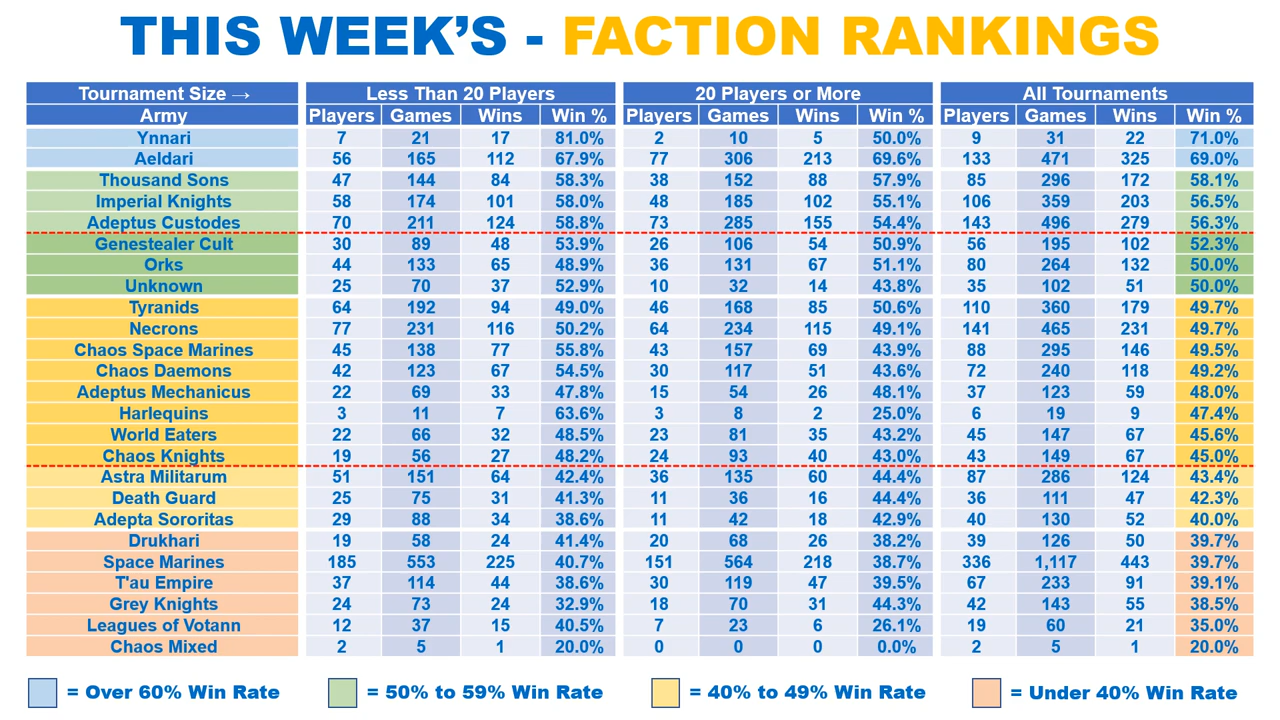 THIS WEEK'S - FACTION RANKINGS
Tournament Size → Less Than 20 Players 20 Players or More All Tournaments
Army Players Games Wins Win % Players Games Wins Win % Players Games Wins Win %
Ynnari 7 21 17 81.0% 2 10 5 50.0% 9 31 22 71.0%
Aeldari 56 165 112 67.9% 77 306 213 69.6% 133 471 325 69.0%
Thousand Sons 47 144 84 58.3% 38 152 88 57.9% 85 296 172 58.1%
Imperial Knights 58 174 101 58.0% 48 185 102 55.1% 106 359 203 56.5%
Adeptus Custodes 70 211 124 58.8% 73 285 155 54.4% 143 496 279 56.3%
Genestealer Cult 30 89 48 53.9% 26 106 54 50.9% 56 195 102 52.3%
Orks 44 133 65 48.9% 36 131 67 51.1% 80 264 132 50.0%
Unknown 25 70 37 52.9% 10 32 14 43.8% 35 102 51 50.0%
Tyranids 64 192 94 49.0% 46 168 85 50.6% 110 360 179 49.7%
Necrons 77 231 116 50.2% 64 234 115 49.1% 141 465 231 49.7%
Chaos Space Marines 45 138 77 55.8% 43 157 69 43.9% 88 295 146 49.5%
Chaos Daemons 42 123 67 54.5% 30 117 51 43.6% 72 240 118 49.2%
Adeptus Mechanicus 22 69 33 47.8% 15 54 26 48.1% 37 123 59 48.0%
Harlequins 3 11 7 63.6% 3 8 2 25.0% 6 19 9 47.4%
World Eaters 22 66 32 48.5% 23 81 35 43.2% 45 147 67 45.6%
Chaos Knights 19 56 27 48.2% 24 93 40 43.0% 43 149 67 45.0%
Astra Militarum 51 151 64 42.4% 36 135 60 44.4% 87 286 124 43.4%
Death Guard 25 75 31 41.3% 11 36 16 44.4% 36 111 47 42.3%
Adepta Sororitas 29 88 34 38.6% 11 42 18 42.9% 40 130 52 40.0%
Drukhari 19 58 24 41.4% 20 68 26 38.2% 39 126 50 39.7%
Space Marines 185 553 225 40.7% 151 564 218 38.7% 336 1,117 443 39.7%
T'au Empire 37 114 44 38.6% 30 119 47 39.5% 67 233 91 39.1%
Grey Knights 24 73 24 32.9% 18 70 31 44.3% 42 143 55 38.5%
Leagues of Votann 12 37 15 40.5% 7 23 6 26.1% 19 60 21 35.0%
Chaos Mixed 2 5 1 20.0% 0 0 0 0.0% 2 5 1 20.0%
= Over 60% Win Rate = 50% to 59% Win Rate = 40% to 49% Win Rate = Under 40% Win Rate